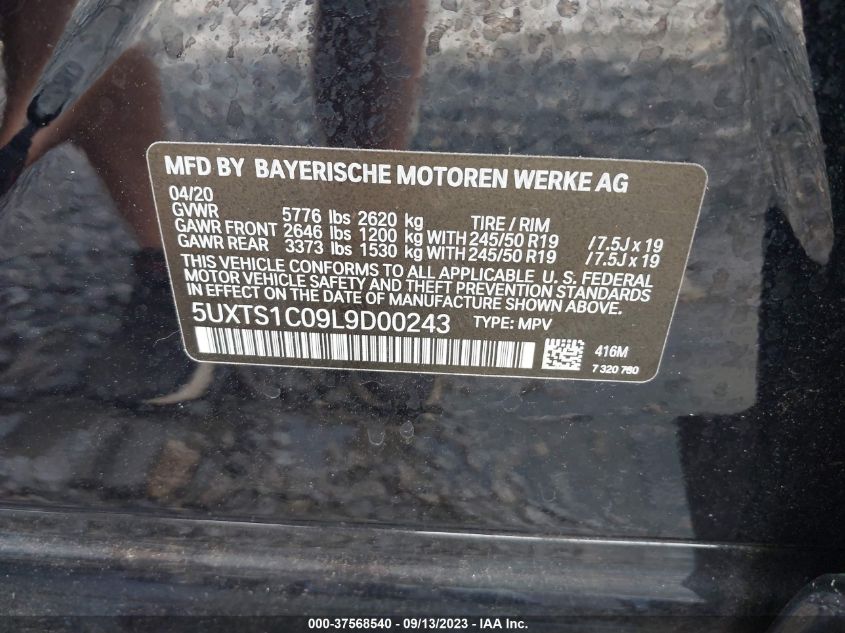 MFD BY BAYERISCHE MOTOREN WERKE AG
04/20
GVWR 5776 lbs 2620 kg TIRE / RIM
GAWR FRONT 2646 lbs 1200 kg WITH 245/50 R19 / 7.5J x 19
GAWR REAR 3373 lbs 1530 kg WITH 245/50 R19 / 7.5J x 19
THIS VEHICLE CONFORMS TO ALL APPLICABLE U. S. FEDERAL
MOTOR VEHICLE SAFETY AND THEFT PREVENTION STANDARDS
IN EFFECT ON THE DATE OF MANUFACTURE SHOWN ABOVE.
5UXTS1C09L9D00243 TYPE: MPV
416M
7 320 760
000-37568540 - 09/13/2023 - COPYRIGHT IAA, INC.